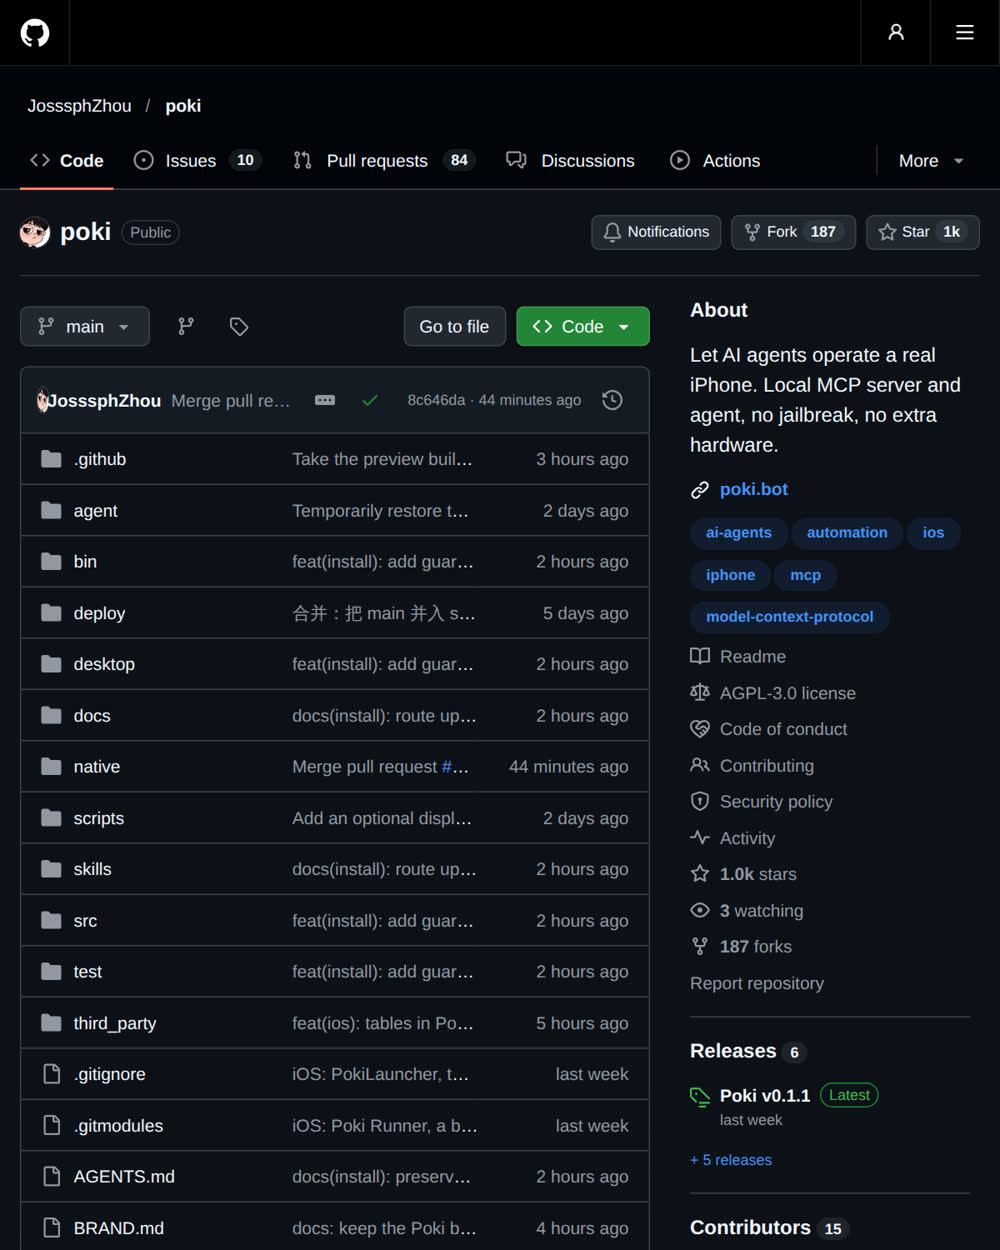 JosssphZhou / poki
Code Issues 10 Pull requests 84 Discussions Actions More
poki Public Notifications Fork 187 Star 1k
main Go to file Code
JosssphZhou Merge pull re… 8c646da · 44 minutes ago
.github Take the preview buil… 3 hours ago
agent Temporarily restore t… 2 days ago
bin feat(install): add guar… 2 hours ago
deploy 合并：把 main 并入 s… 5 days ago
desktop feat(install): add guar… 2 hours ago
docs docs(install): route up… 2 hours ago
native Merge pull request #… 44 minutes ago
scripts Add an optional displ… 2 days ago
skills docs(install): route up… 2 hours ago
src feat(install): add guar… 2 hours ago
test feat(install): add guar… 2 hours ago
third_party feat(ios): tables in Po… 5 hours ago
.gitignore iOS: PokiLauncher, t… last week
.gitmodules iOS: Poki Runner, a b… last week
AGENTS.md docs(install): preserv… 2 hours ago
BRAND.md docs: keep the Poki b… 4 hours ago
About
Let AI agents operate a real
iPhone. Local MCP server and
agent, no jailbreak, no extra
hardware.
poki.bot
ai-agents automation ios
iphone mcp
model-context-protocol
Readme
AGPL-3.0 license
Code of conduct
Contributing
Security policy
Activity
1.0k stars
3 watching
187 forks
Report repository
Releases 6
Poki v0.1.1 Latest
last week
+ 5 releases
Contributors 15